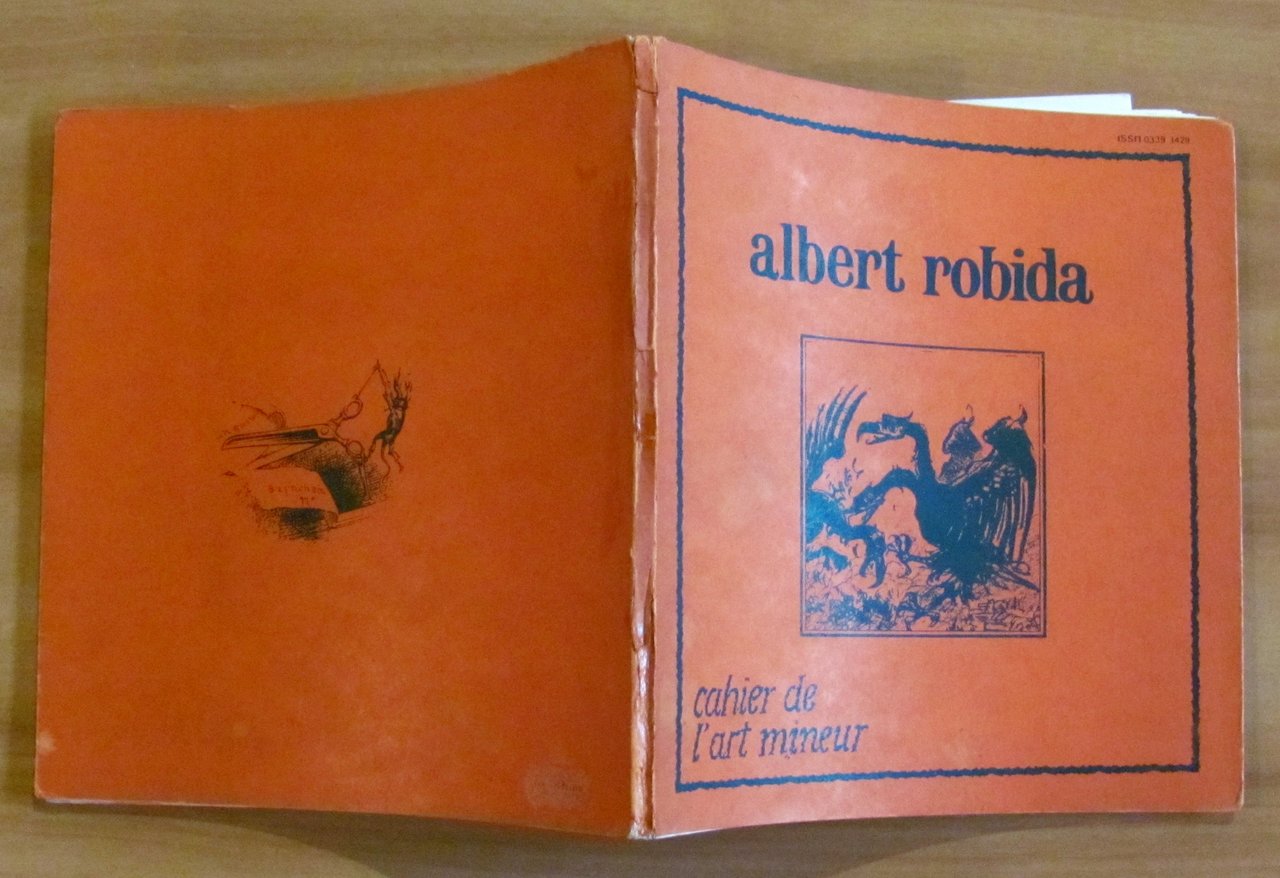 ISSN 0339 1429
albert robida
cahier de
l'art mineur